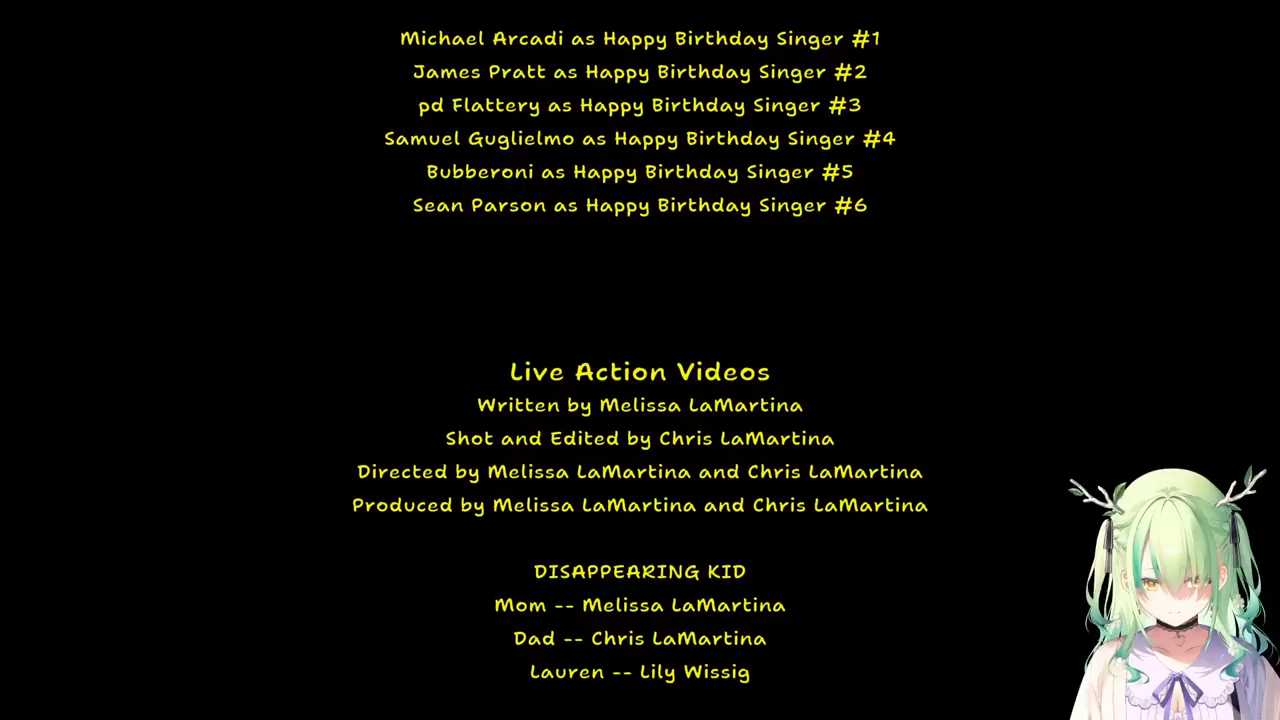 Michael Arcadi as Happy Birthday Singer #1
James Pratt as Happy Birthday Singer #2
pd Flattery as Happy Birthday Singer #3
Samuel Guglielmo as Happy Birthday Singer #4
Bubberoni as Happy Birthday Singer #5
Sean Parson as Happy Birthday Singer #6
Live Action Videos
Written by Melissa LaMartina
Shot and Edited by Chris LaMartina
Directed by Melissa LaMartina and Chris LaMartina
Produced by Melissa LaMartina and Chris LaMartina
DISAPPEARING KID
Mom -- Melissa LaMartina
Dad -- Chris LaMartina
Lauren -- Lily Wissig